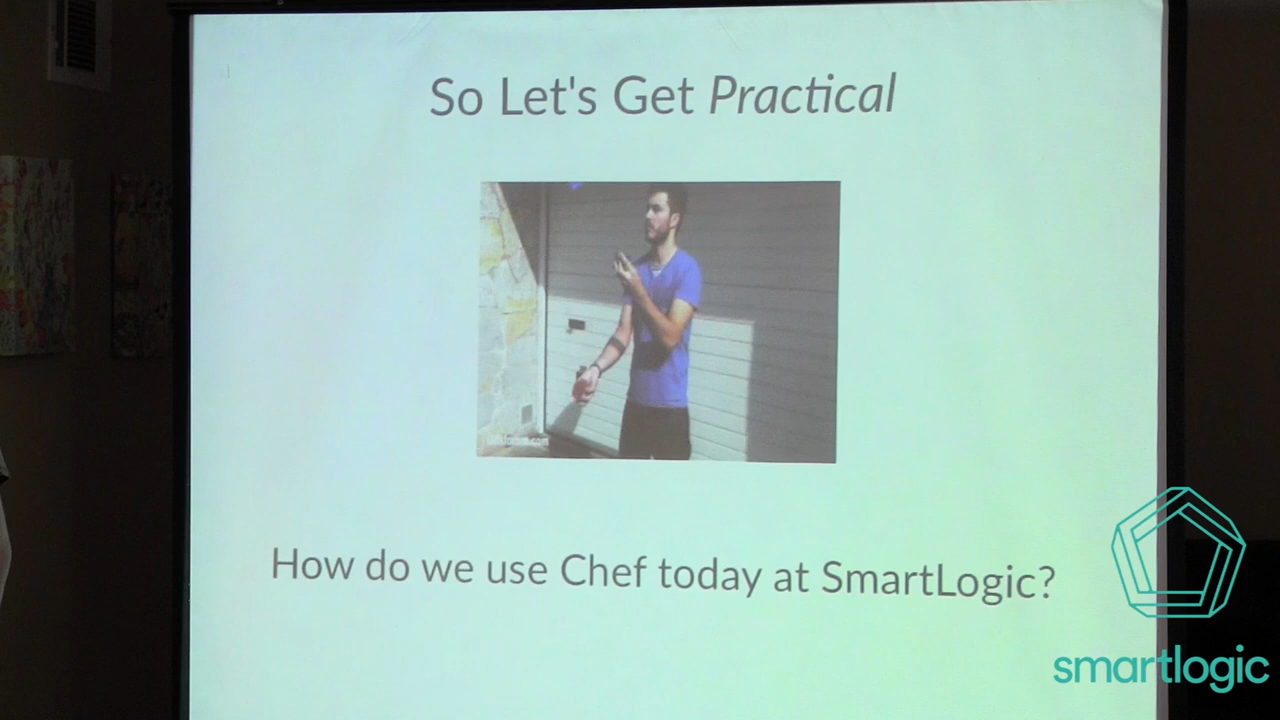 So Let's Get Practical
How do we use Chef today at SmartLogic?
smartlogic